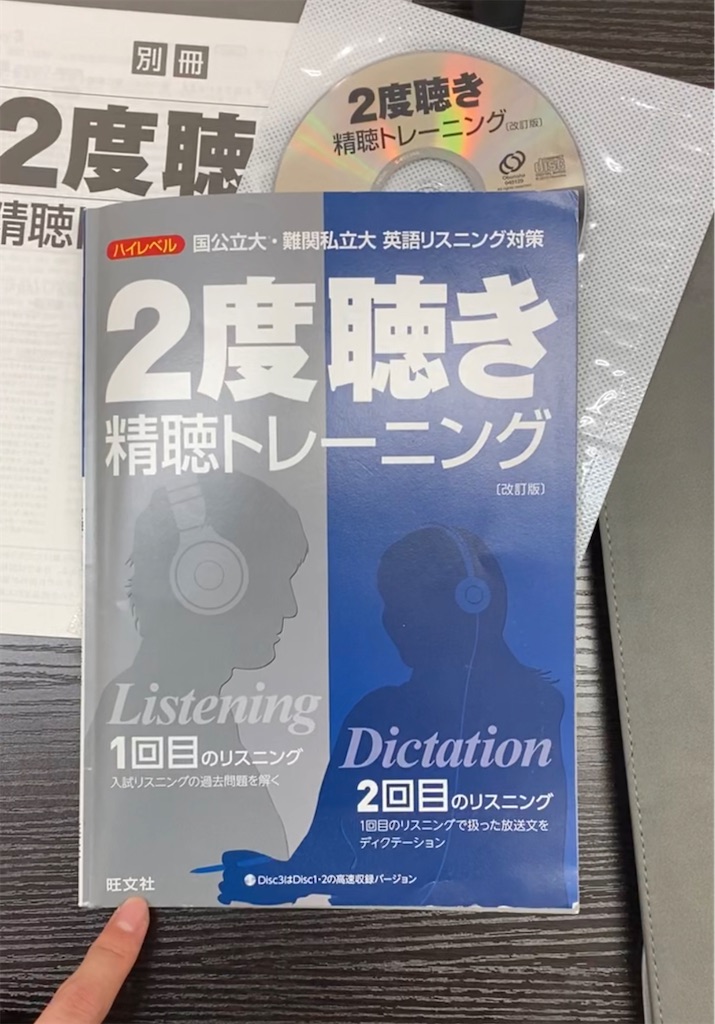 別冊
2度聴
精聴ト
2度聴き
精聴トレーニング〔改訂版〕
ハイレベル 国公立大・難関私立大 英語リスニング対策
2度聴き
精聴トレーニング
〔改訂版〕
Listening
1回目のリスニング
入試リスニングの過去問題を解く
Dictation
2回目のリスニング
1回目のリスニングで扱った放送文を
ディクテーション
Disc3はDisc1・2の高速収録バージョン
旺文社